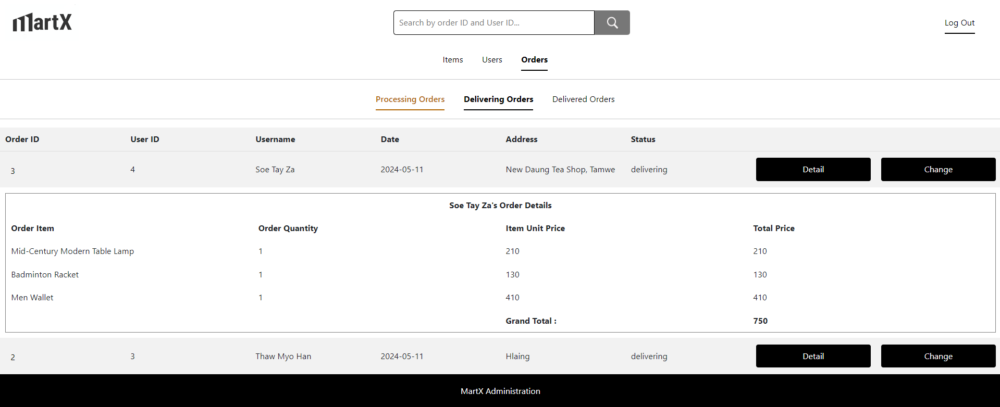 MartX
Search by order ID and User ID...
Log Out
Items Users Orders
Processing Orders Delivering Orders Delivered Orders
Order ID User ID Username Date Address Status
3 4 Soe Tay Za 2024-05-11 New Daung Tea Shop, Tamwe delivering Detail Change
Soe Tay Za's Order Details
Order Item Order Quantity Item Unit Price Total Price
Mid-Century Modern Table Lamp 1 210 210
Badminton Racket 1 130 130
Men Wallet 1 410 410
Grand Total : 750
2 3 Thaw Myo Han 2024-05-11 Hlaing delivering Detail Change
MartX Administration